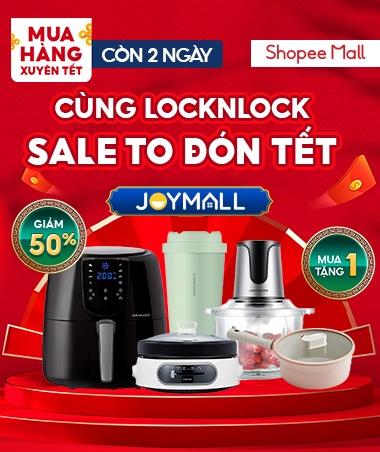 MUA
HÀNG
XUYÊN TẾT
CÒN 2 NGÀY
Shopee Mall
CÙNG LOCKNLOCK
SALE TO ĐÓN TẾT
JOYMALL
GIẢM
50%
MUA 1
TẶNG
200
LOCKNLOCK